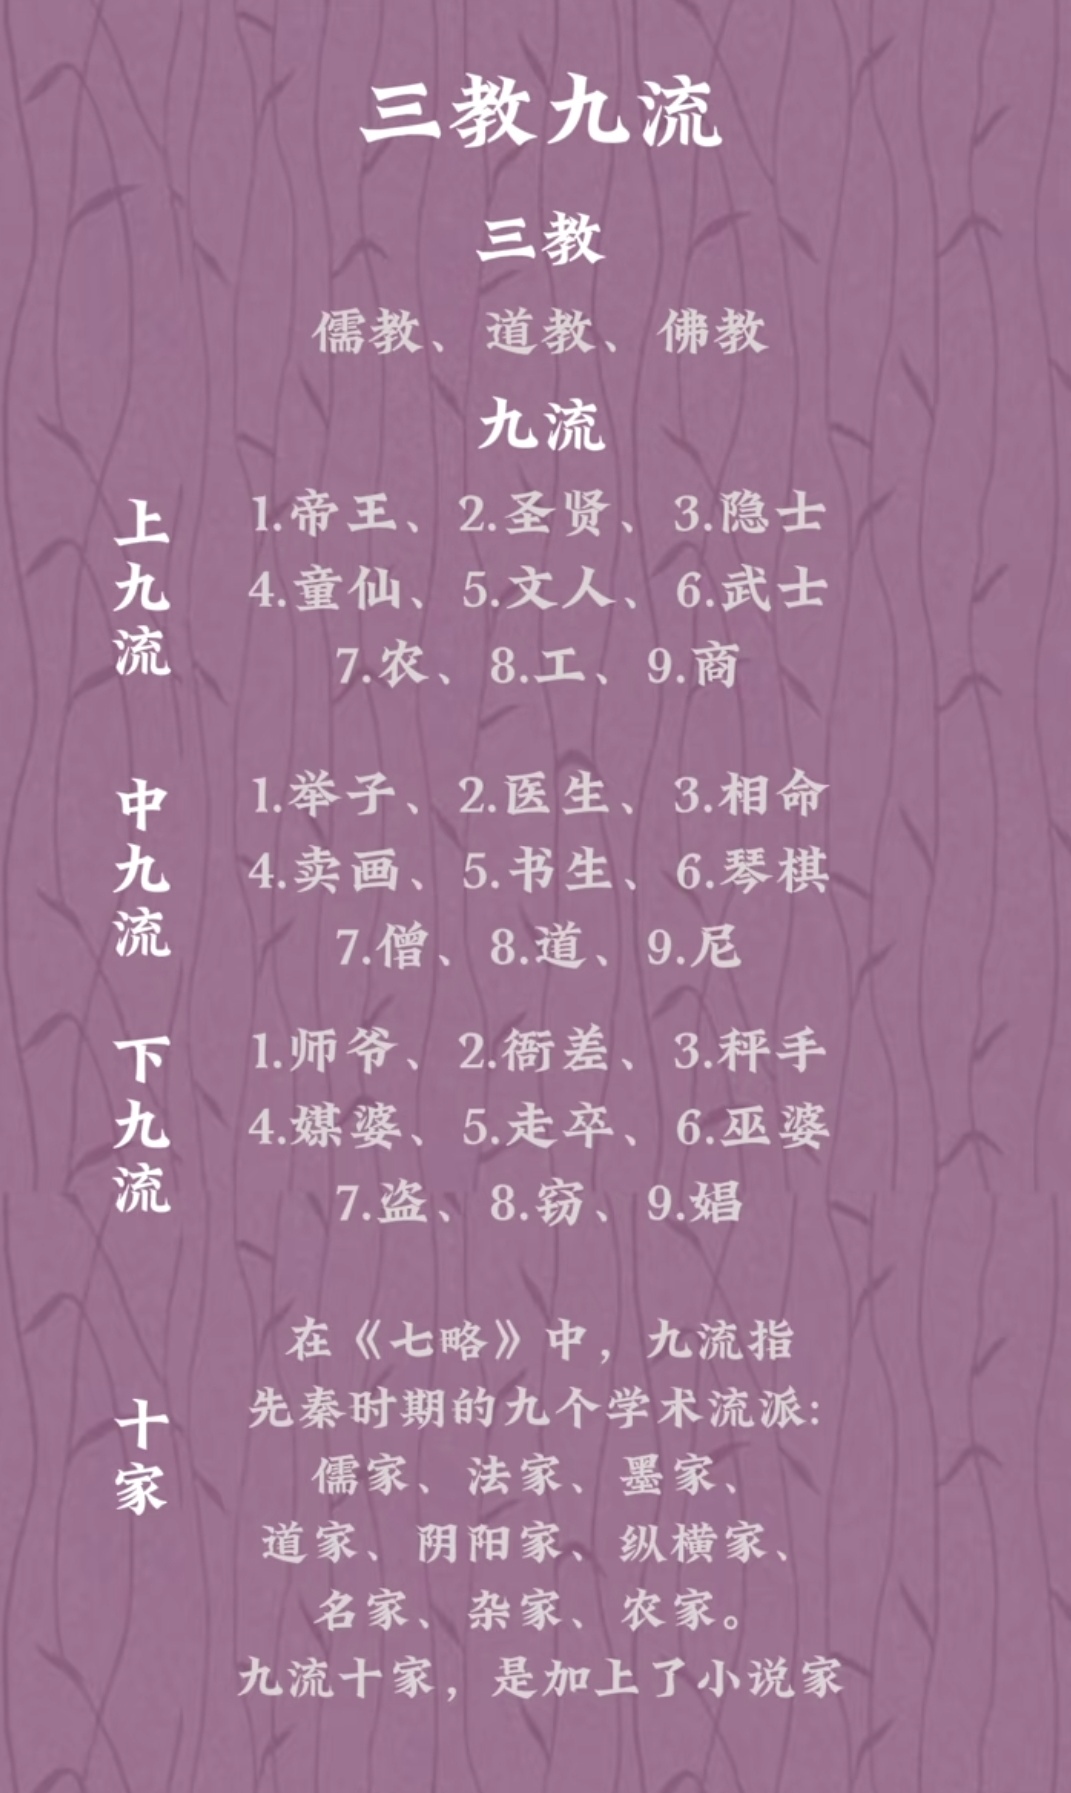 三教九流
三教
儒教、道教、佛教
九流
上九流
1.帝王、2.圣贤、3.隐士
4.童仙、5.文人、6.武士
7.农、8.工、9.商
中九流
1.举子、2.医生、3.相命
4.卖画、5.书生、6.琴棋
7.僧、8.道、9.尼
下九流
1.师爷、2.衙差、3.秤手
4.媒婆、5.走卒、6.巫婆
7.盗、8.窃、9.娼
十家
在《七略》中，九流指
先秦时期的九个学术流派:
儒家、法家、墨家、
道家、阴阳家、纵横家、
名家、杂家、农家。
九流十家，是加上了小说家